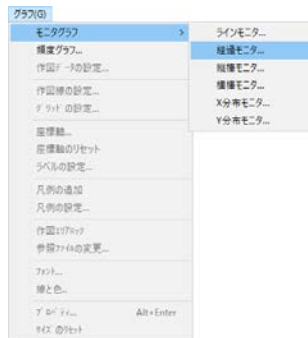 グラフ(G)
モニタグラフ
頻度グラフ...
作図データの設定...
作図線の設定...
グリッドの設定...
座標軸...
座標軸のリセット
ラベルの設定...
凡例の追加
凡例の設定...
作図エリアロック
参照ファイルの変更...
フォント...
線と色...
プロパティ... Alt+Enter
サイズのリセット
ラインモニタ...
経過モニタ...
縦棒モニタ...
横棒モニタ...
X分布モニタ...
Y分布モニタ...